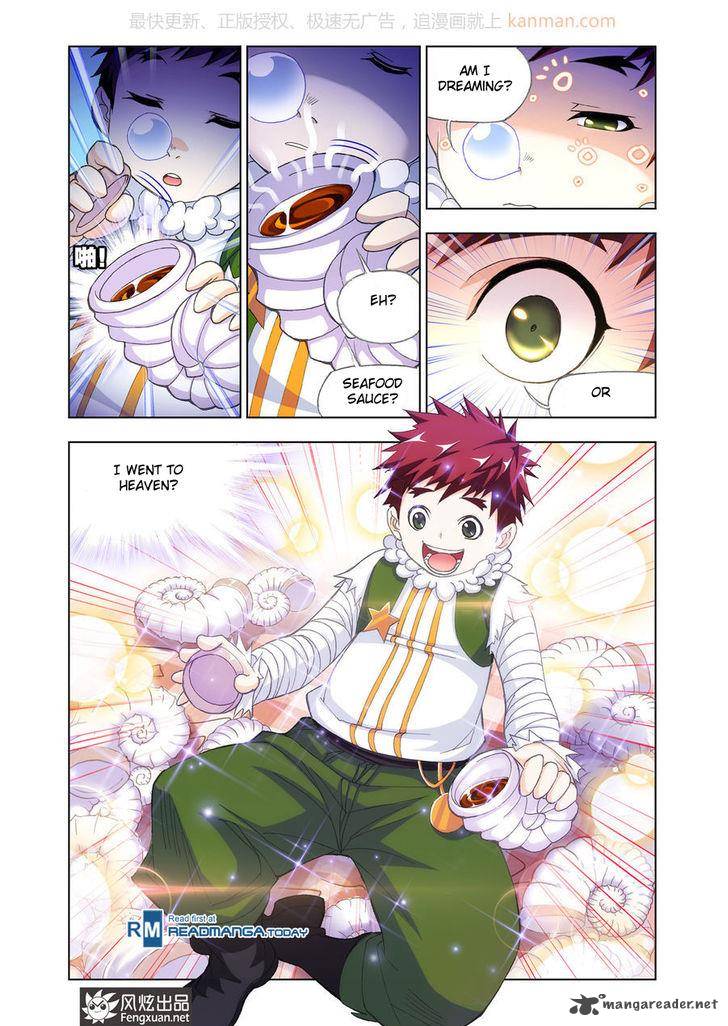 最快更新、正版授权、极速无广告，追漫画就上 kanman.com
AM I
DREAMING?
啪!
EH?
SEAFOOD
SAUCE?
OR
I WENT TO
HEAVEN?
RM
Read first at
READMANGA.TODAY
风炫出品
Fengxuan.net
mangareader.net